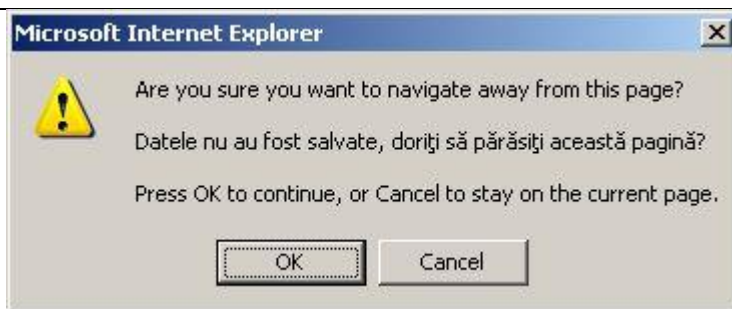 Microsoft Internet Explorer
Are you sure you want to navigate away from this page?
Datele nu au fost salvate, doriţi să părăsiţi această pagină?
Press OK to continue, or Cancel to stay on the current page.
OK Cancel